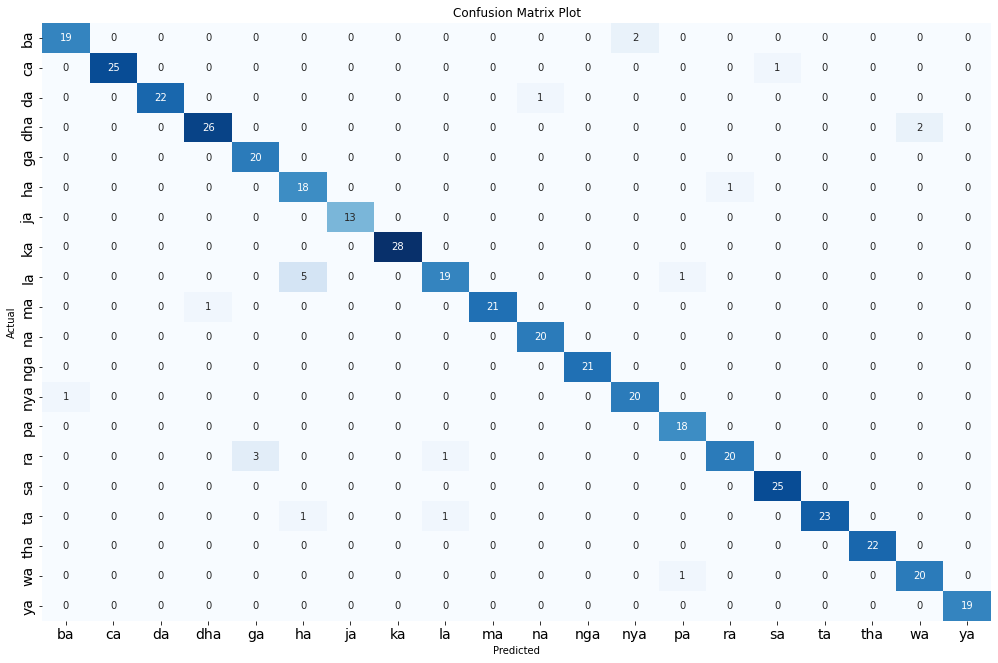 Confusion Matrix Plot
ba 19 0 0 0 0 0 0 0 0 0 0 0 2 0 0 0 0 0 0 0
ca 0 25 0 0 0 0 0 0 0 0 0 0 0 0 0 1 0 0 0 0
da 0 0 22 0 0 0 0 0 0 0 1 0 0 0 0 0 0 0 0 0
dha 0 0 0 26 0 0 0 0 0 0 0 0 0 0 0 0 0 0 2 0
ga 0 0 0 0 20 0 0 0 0 0 0 0 0 0 0 0 0 0 0 0
ha 0 0 0 0 0 18 0 0 0 0 0 0 0 0 1 0 0 0 0 0
ja 0 0 0 0 0 0 13 0 0 0 0 0 0 0 0 0 0 0 0 0
ka 0 0 0 0 0 0 0 28 0 0 0 0 0 0 0 0 0 0 0 0
la 0 0 0 0 0 5 0 0 19 0 0 0 0 1 0 0 0 0 0 0
ma 0 0 0 1 0 0 0 0 0 21 0 0 0 0 0 0 0 0 0 0
Actual
na 0 0 0 0 0 0 0 0 0 0 20 0 0 0 0 0 0 0 0 0
nga 0 0 0 0 0 0 0 0 0 0 0 21 0 0 0 0 0 0 0 0
nya 1 0 0 0 0 0 0 0 0 0 0 0 20 0 0 0 0 0 0 0
pa 0 0 0 0 0 0 0 0 0 0 0 0 0 18 0 0 0 0 0 0
ra 0 0 0 0 3 0 0 0 1 0 0 0 0 0 20 0 0 0 0 0
sa 0 0 0 0 0 0 0 0 0 0 0 0 0 0 0 25 0 0 0 0
ta 0 0 0 0 0 1 0 0 1 0 0 0 0 0 0 0 23 0 0 0
tha 0 0 0 0 0 0 0 0 0 0 0 0 0 0 0 0 0 22 0 0
wa 0 0 0 0 0 0 0 0 0 0 0 0 0 1 0 0 0 0 20 0
ya 0 0 0 0 0 0 0 0 0 0 0 0 0 0 0 0 0 0 0 19
ba ca da dha ga ha ja ka la ma na nga nya pa ra sa ta tha wa ya
Predicted